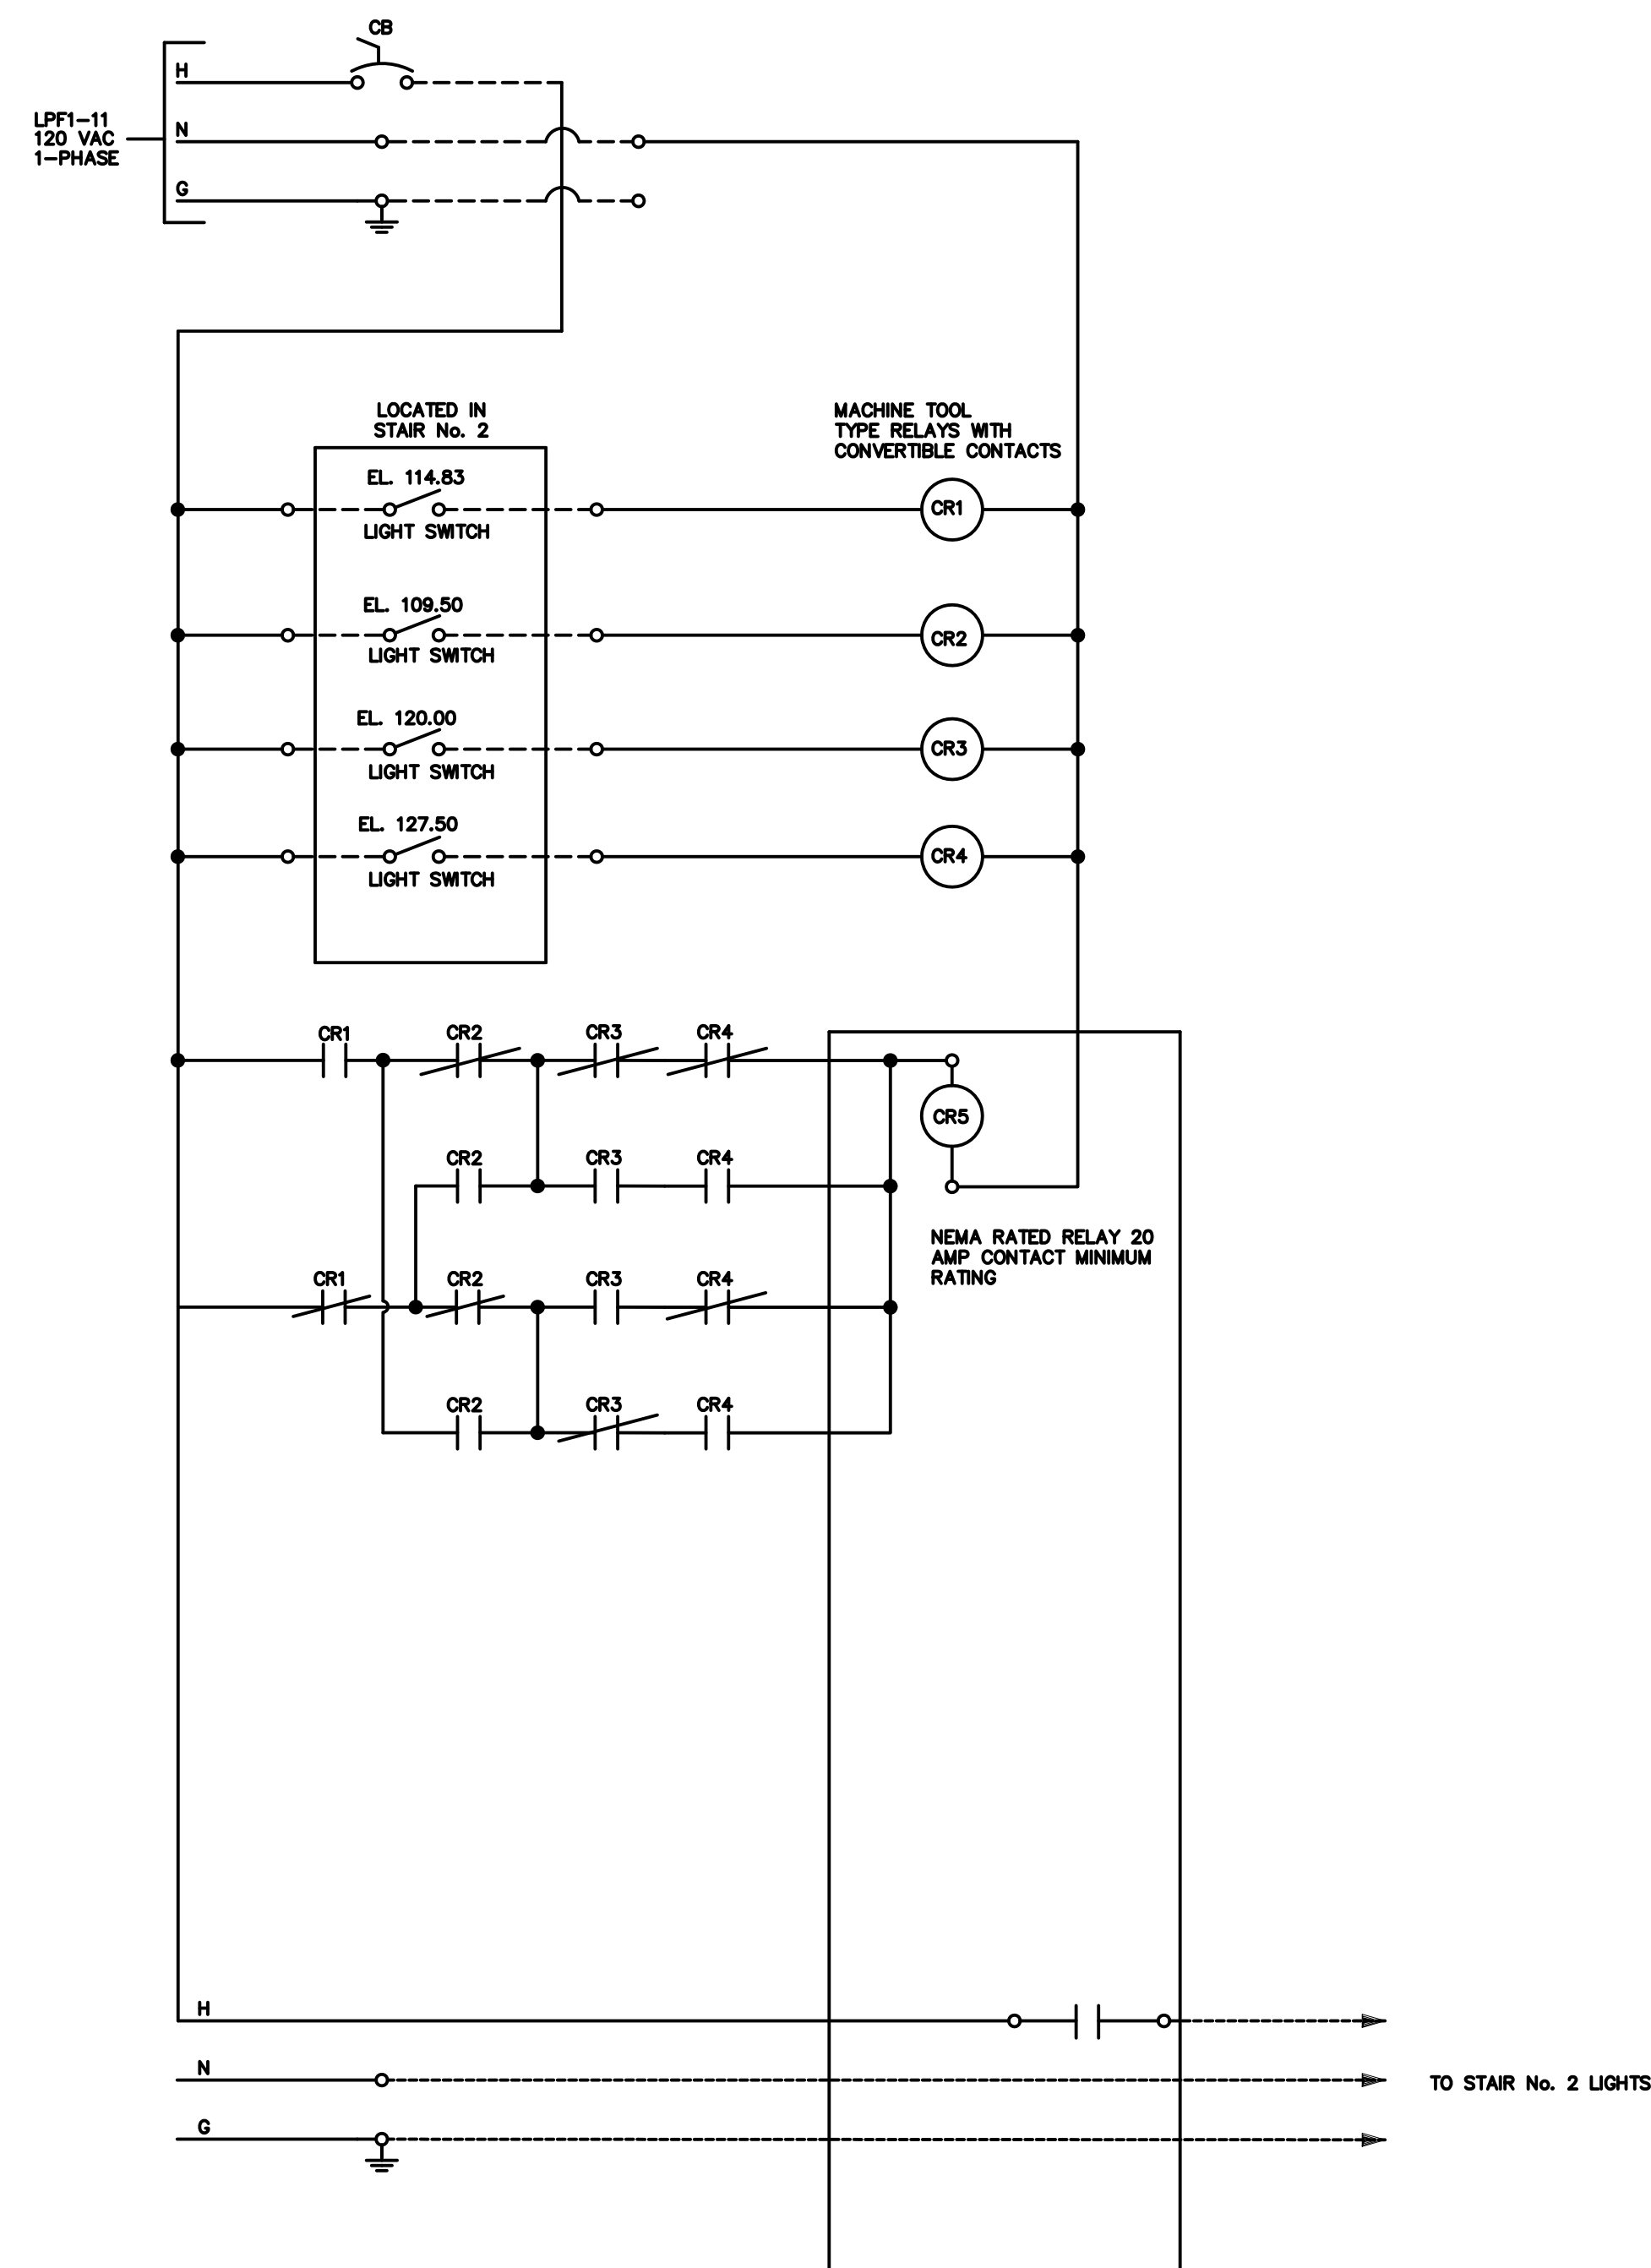 CB
H
LPF1-11
120 VAC
1-PHASE
N
G
LOCATED IN
STAIR No. 2
MACHINE TOOL
TYPE RELAYS WITH
CONVERTIBLE CONTACTS
EL. 114.83
LIGHT SWITCH
CR1
EL. 109.50
LIGHT SWITCH
CR2
EL. 120.00
LIGHT SWITCH
CR3
EL. 127.50
LIGHT SWITCH
CR4
CR1 CR2 CR3 CR4
CR5
CR2 CR3 CR4
NEMA RATED RELAY 20
AMP CONTACT MINIMUM
RATING
CR1 CR2 CR3 CR4
CR2 CR3 CR4
H
N
TO STAIR No. 2 LIGHTS
G